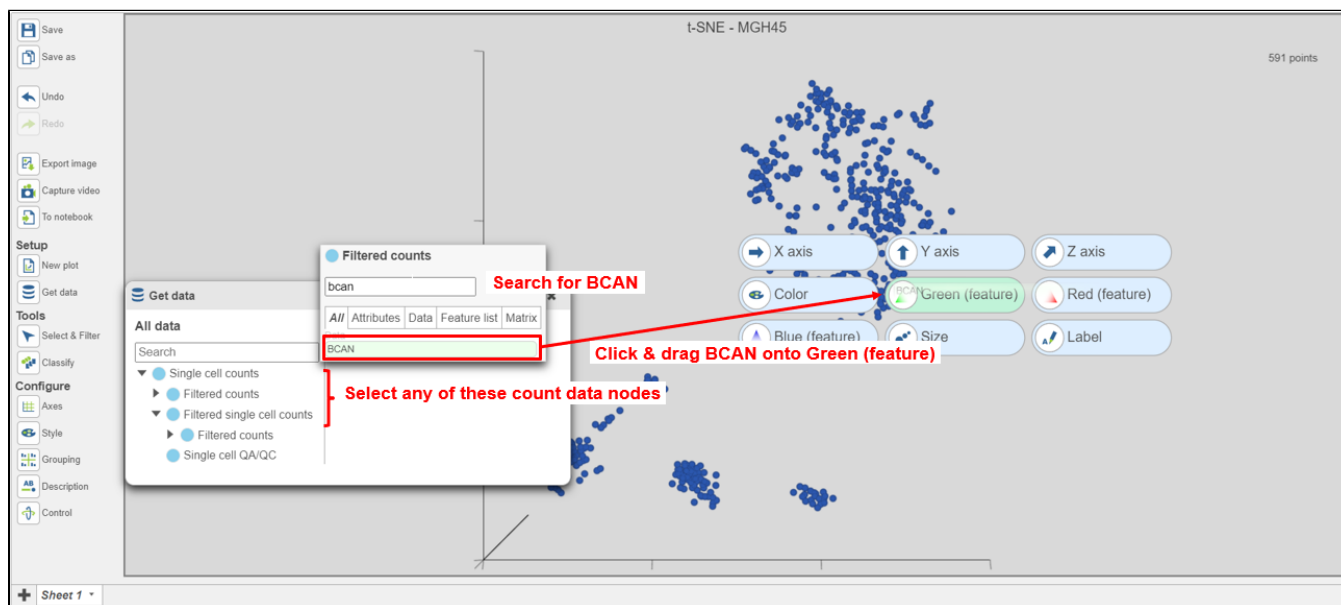 t-SNE - MGH45
591 points
Save
Save as
Undo
Redo
Export image
Capture video
To notebook
Setup
New plot
Get data
Tools
Select & Filter
Classify
Configure
Axes
Style
Grouping
Description
Control
Get data
All data
Search
Single cell counts
Filtered counts
Filtered single cell counts
Filtered counts
Single cell QA/QC
Filtered counts
bcan
Search for BCAN
All Attributes Data Feature list Matrix
BCAN
Select any of these count data nodes
Click & drag BCAN onto Green (feature)
X axis Y axis Z axis
Color BCAN Green (feature) Red (feature)
Blue (feature) Size Label
Sheet 1